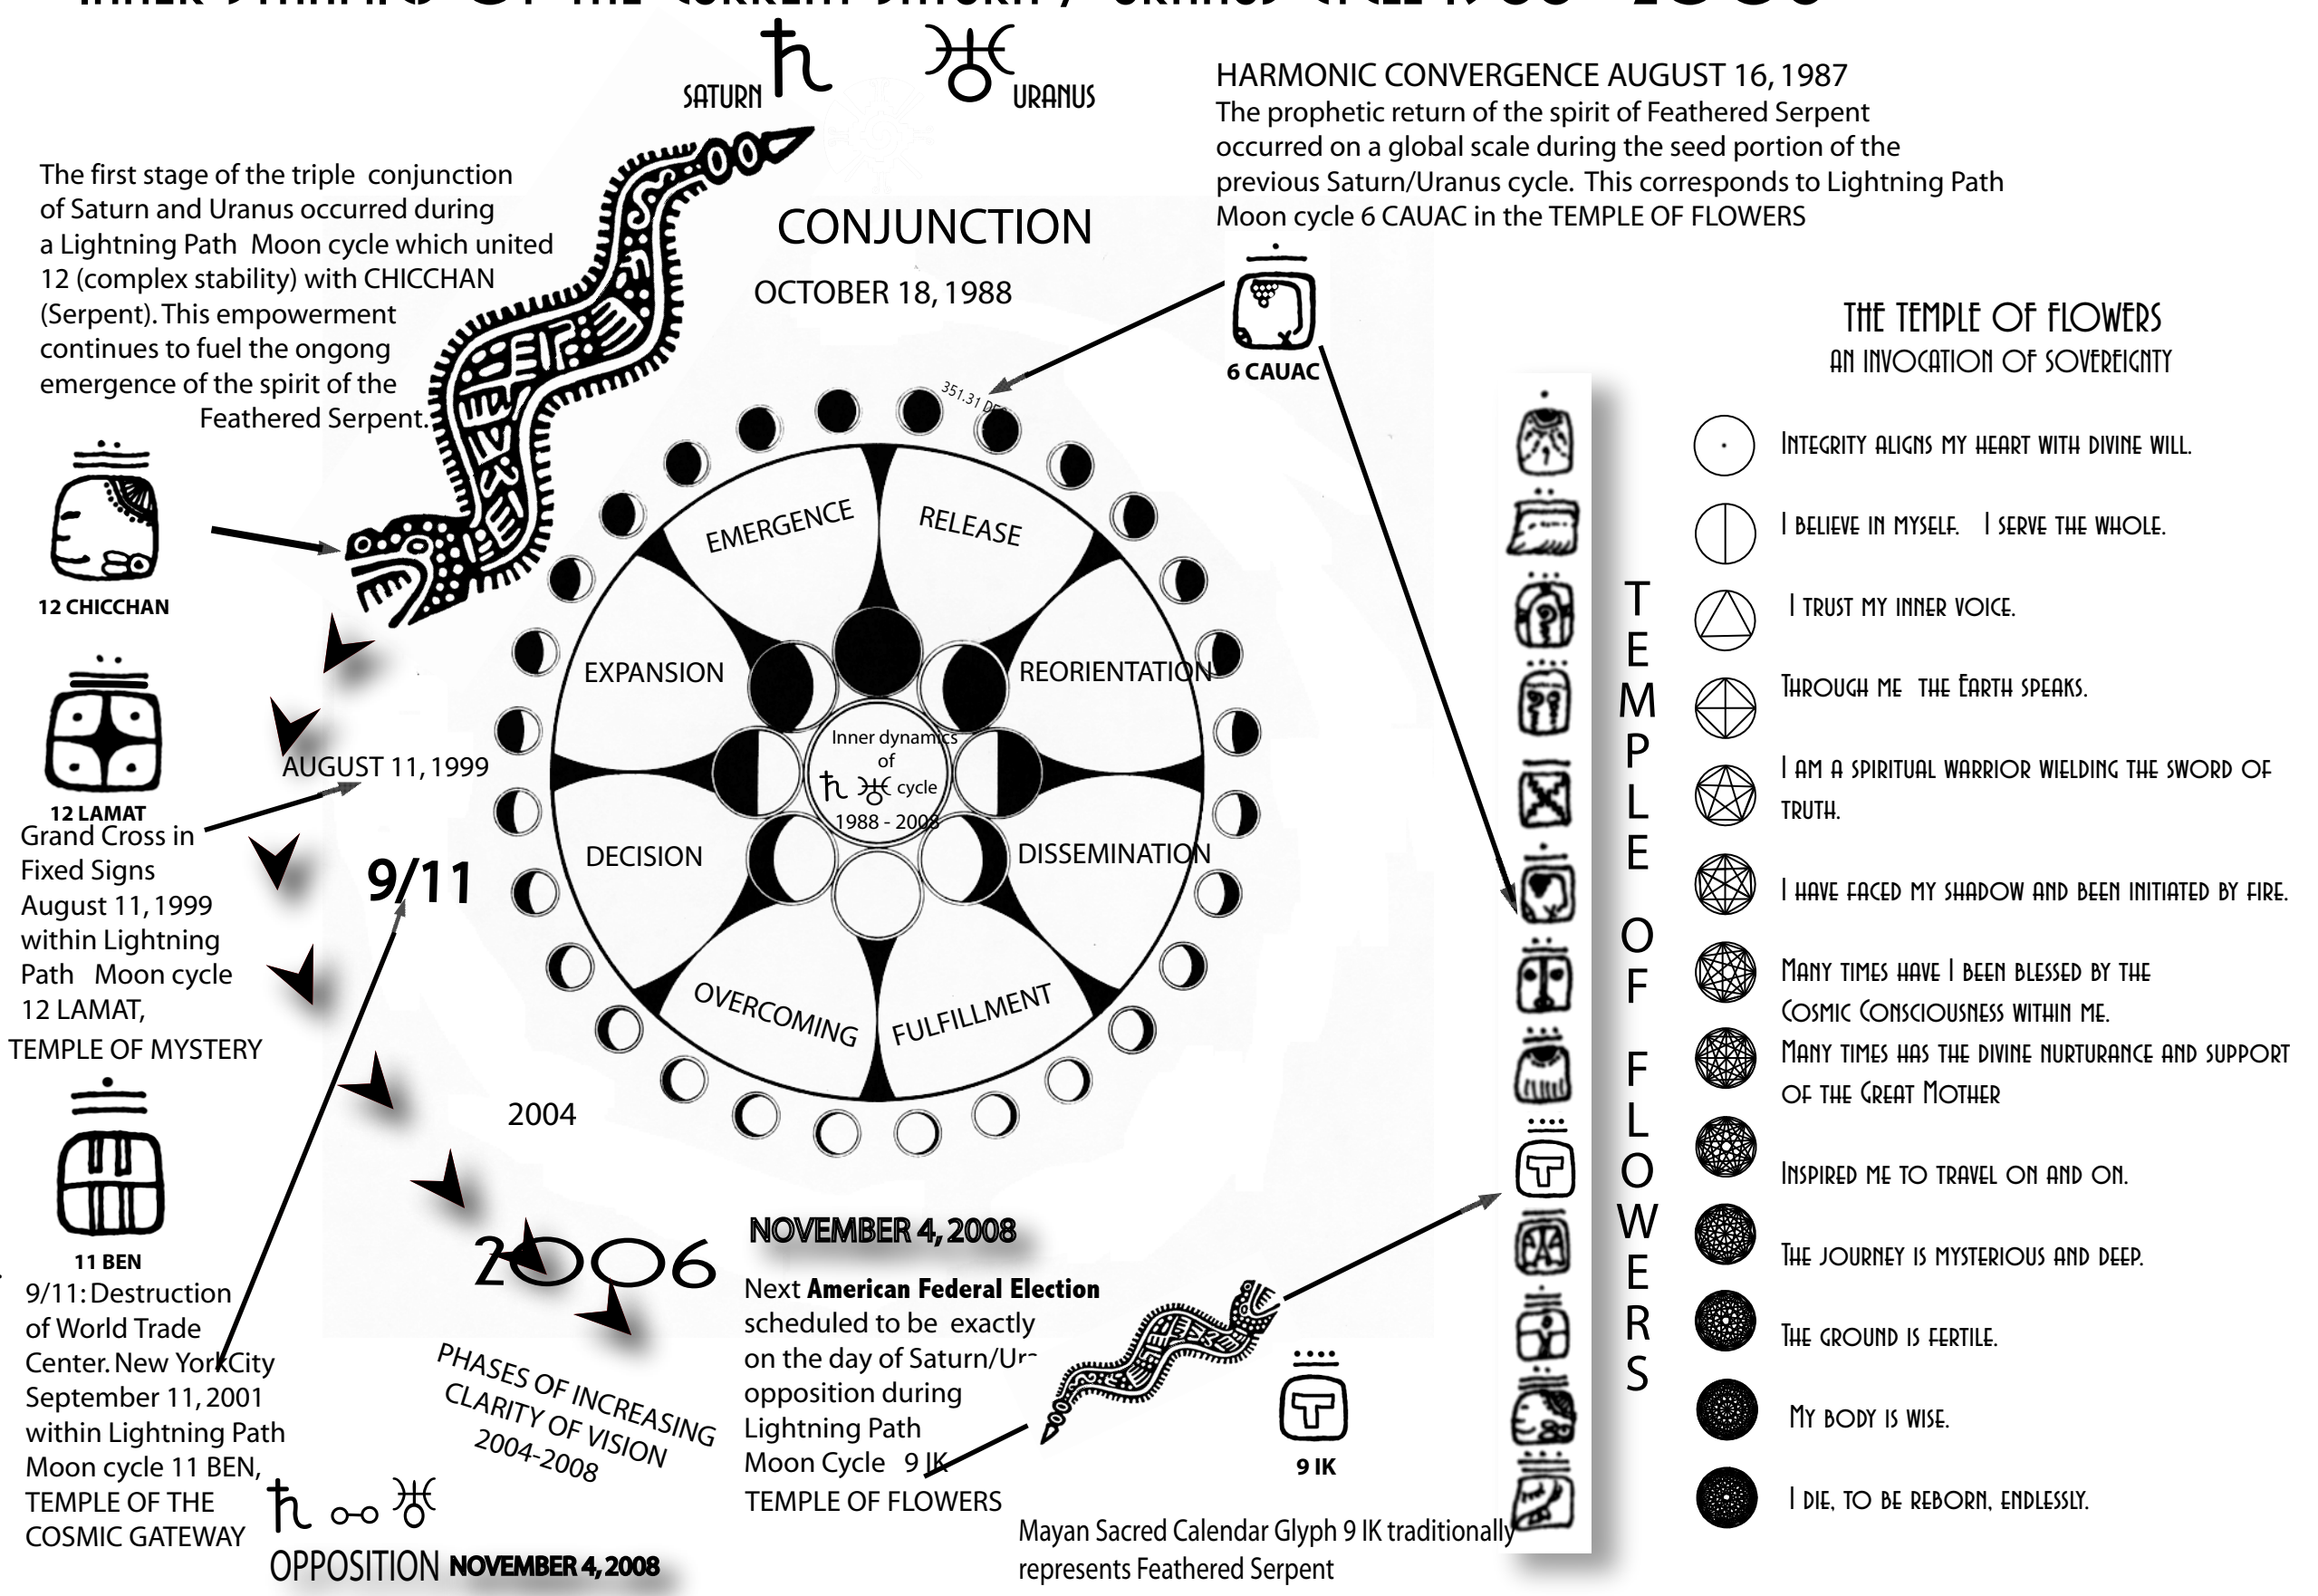 INNER DYNAMICS OF THE CURRENT SATURN / URANUS CYCLE 1988 - 2008
SATURN
URANUS
HARMONIC CONVERGENCE AUGUST 16, 1987
The prophetic return of the spirit of Feathered Serpent
occurred on a global scale during the seed portion of the
previous Saturn/Uranus cycle. This corresponds to Lightning Path
Moon cycle 6 CAUAC in the TEMPLE OF FLOWERS
The first stage of the triple conjunction
of Saturn and Uranus occurred during
a Lightning Path Moon cycle which united
12 (complex stability) with CHICCHAN
(Serpent). This empowerment
continues to fuel the ongong
emergence of the spirit of the
Feathered Serpent.
CONJUNCTION
OCTOBER 18, 1988
6 CAUAC
351.31
12 CHICCHAN
12 LAMAT
Grand Cross in
Fixed Signs
August 11, 1999
within Lightning
Path Moon cycle
12 LAMAT,
TEMPLE OF MYSTERY
11 BEN
9/11: Destruction
of World Trade
Center. New YorkCity
September 11, 2001
within Lightning Path
Moon cycle 11 BEN,
TEMPLE OF THE
COSMIC GATEWAY
AUGUST 11, 1999
9/11
2004
2006
PHASES OF INCREASING
CLARITY OF VISION
2004-2008
OPPOSITION NOVEMBER 4, 2008
EMERGENCE
RELEASE
EXPANSION
REORIENTATION
DECISION
DISSEMINATION
OVERCOMING
FULFILLMENT
Inner dynamics
of
cycle
1988 - 2008
NOVEMBER 4, 2008
Next American Federal Election
scheduled to be exactly
on the day of Saturn/
opposition during
Lightning Path
Moon Cycle 9 IK
TEMPLE OF FLOWERS
9 IK
Mayan Sacred Calendar Glyph 9 IK traditionally
represents Feathered Serpent
TEMPLE OF FLOWERS
THE TEMPLE OF FLOWERS
AN INVOCATION OF SOVEREIGNTY
INTEGRITY ALIGNS MY HEART WITH DIVINE WILL.
I BELIEVE IN MYSELF. I SERVE THE WHOLE.
I TRUST MY INNER VOICE.
THROUGH ME THE EARTH SPEAKS.
I AM A SPIRITUAL WARRIOR WIELDING THE SWORD OF
TRUTH.
I HAVE FACED MY SHADOW AND BEEN INITIATED BY FIRE.
MANY TIMES HAVE I BEEN BLESSED BY THE
COSMIC CONSCIOUSNESS WITHIN ME.
MANY TIMES HAS THE DIVINE NURTURANCE AND SUPPORT
OF THE GREAT MOTHER
INSPIRED ME TO TRAVEL ON AND ON.
THE JOURNEY IS MYSTERIOUS AND DEEP.
THE GROUND IS FERTILE.
MY BODY IS WISE.
I DIE, TO BE REBORN, ENDLESSLY.